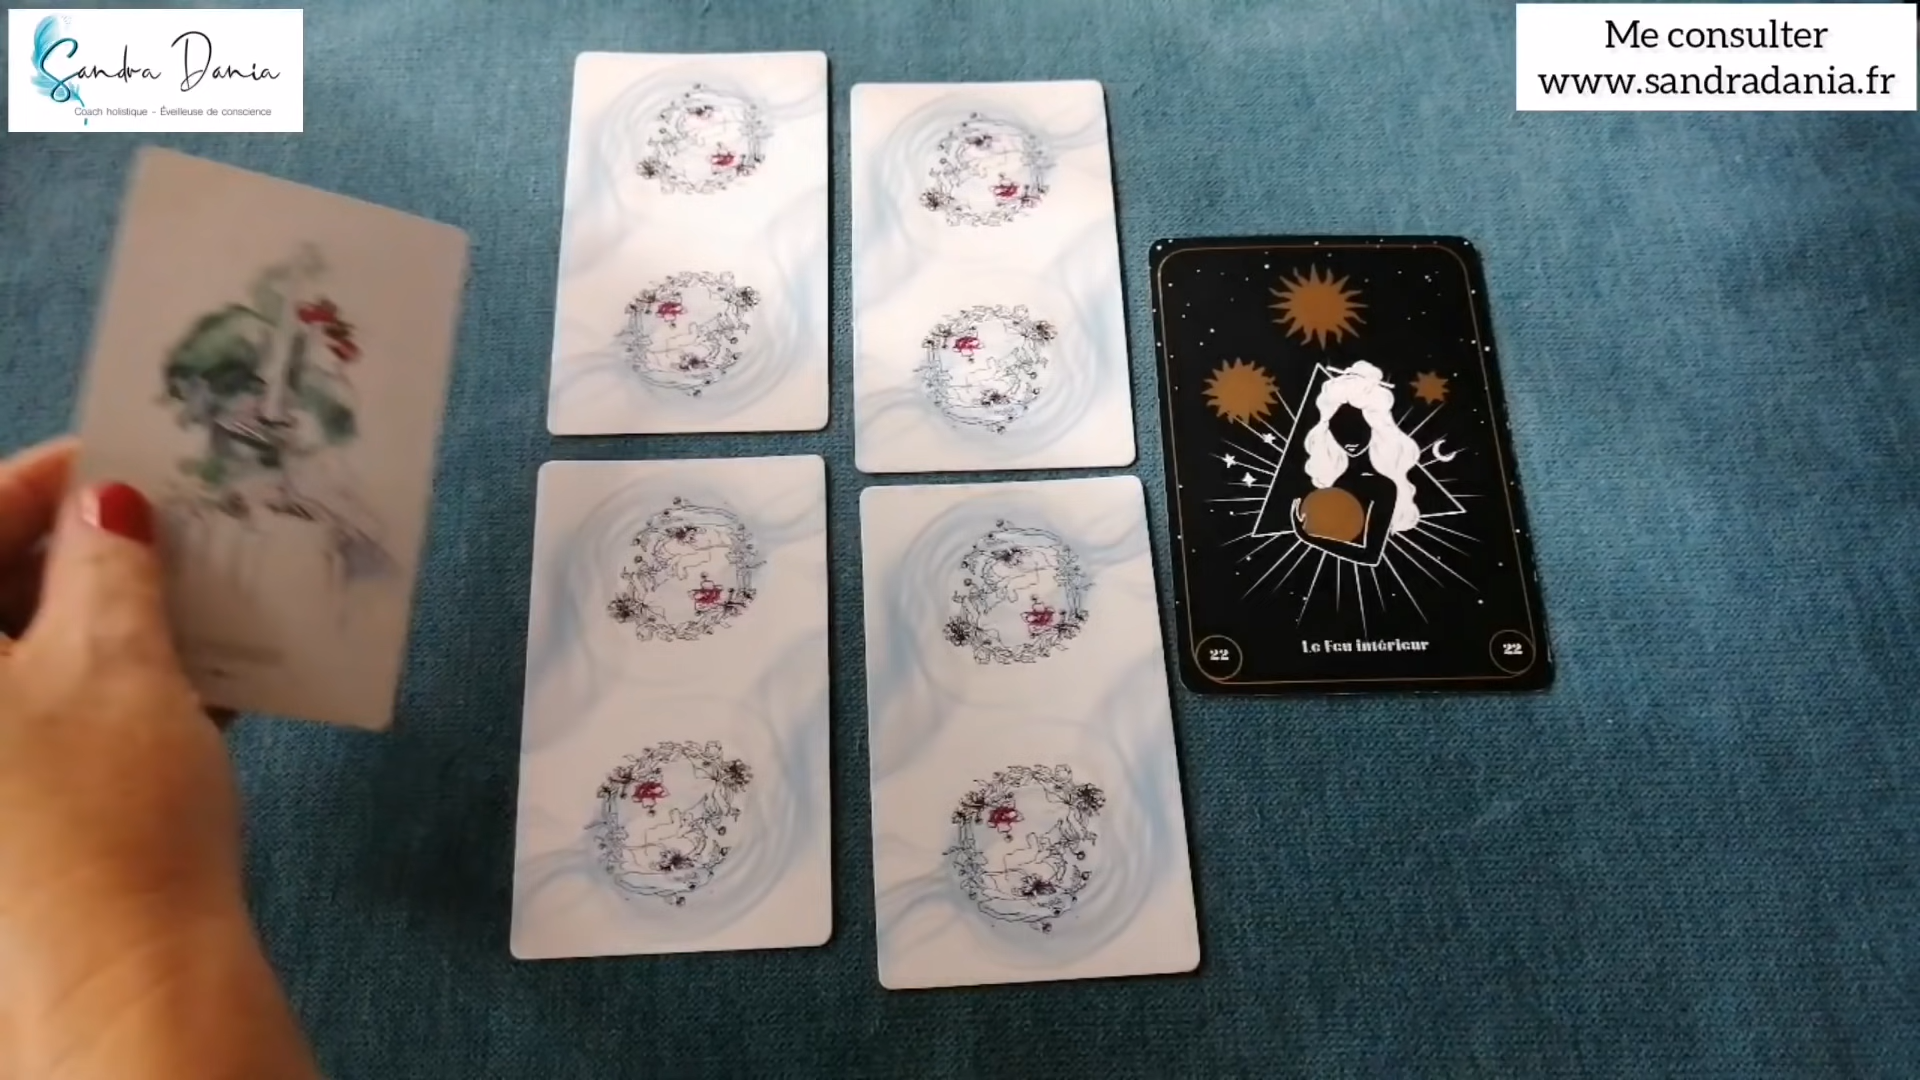 Sandra Dania
Coach holistique - Éveilleuse de conscience
Me consulter
www.sandradania.fr
Le Feu intérieur
22
22